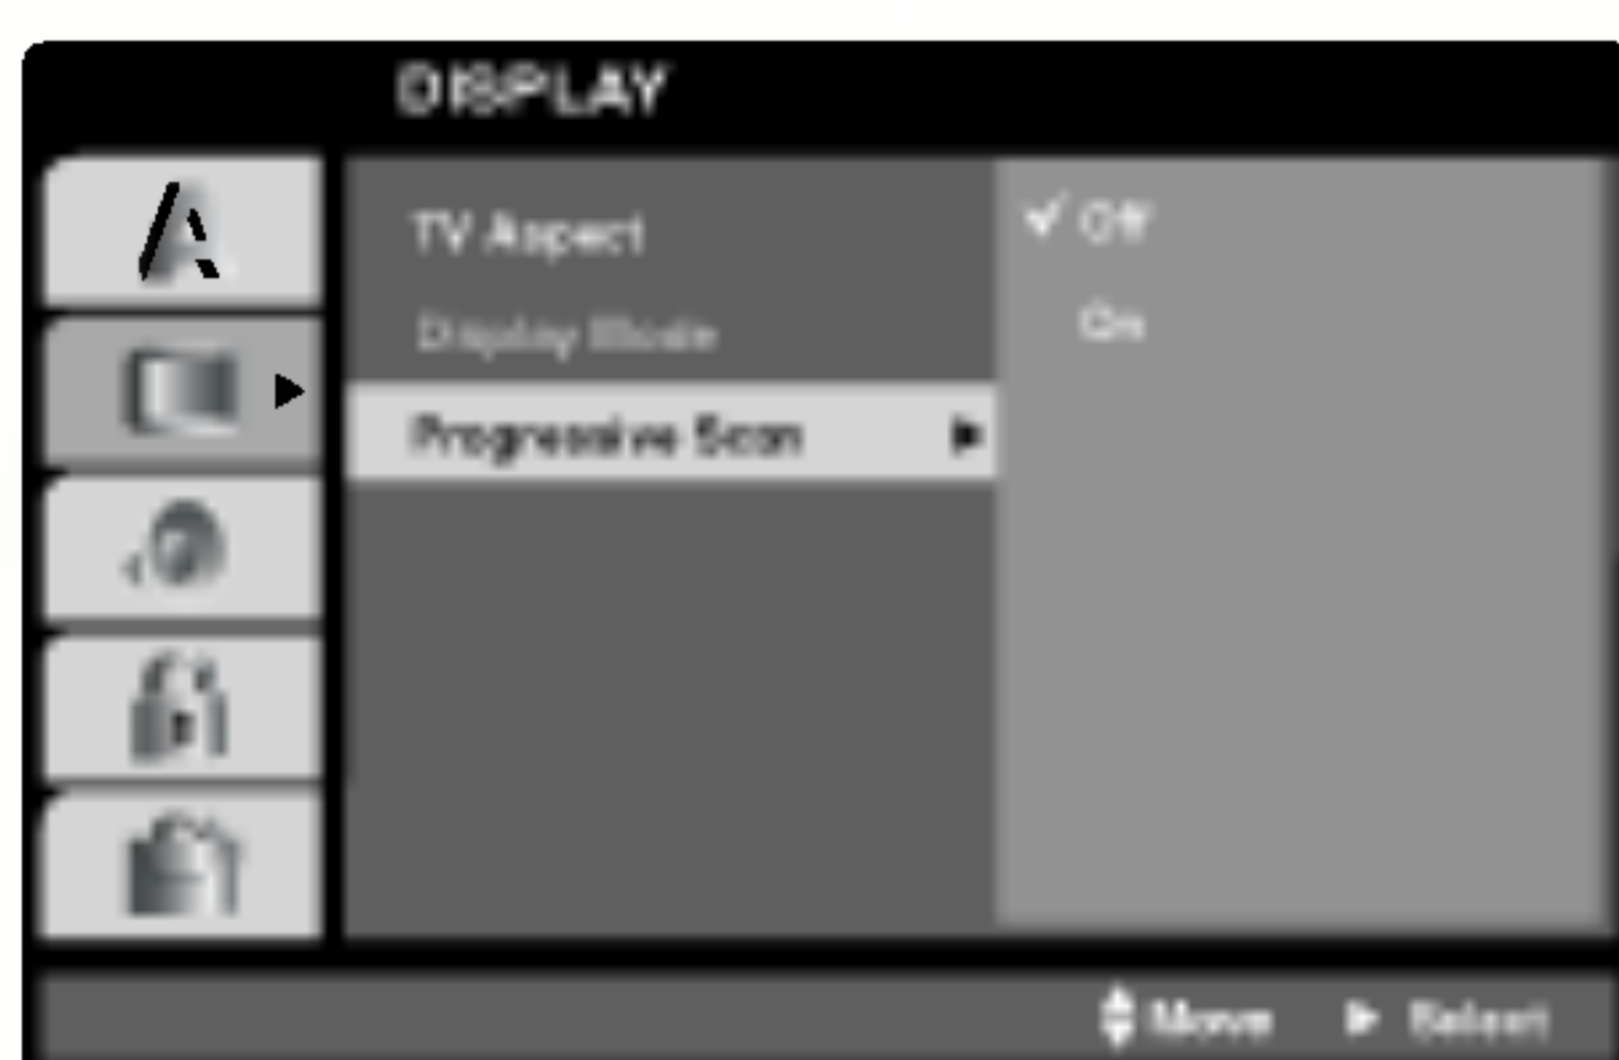 DISPLAY
A
TV Aspect
Display Mode
Progressive Scan
✓ Off
On
Move
Select